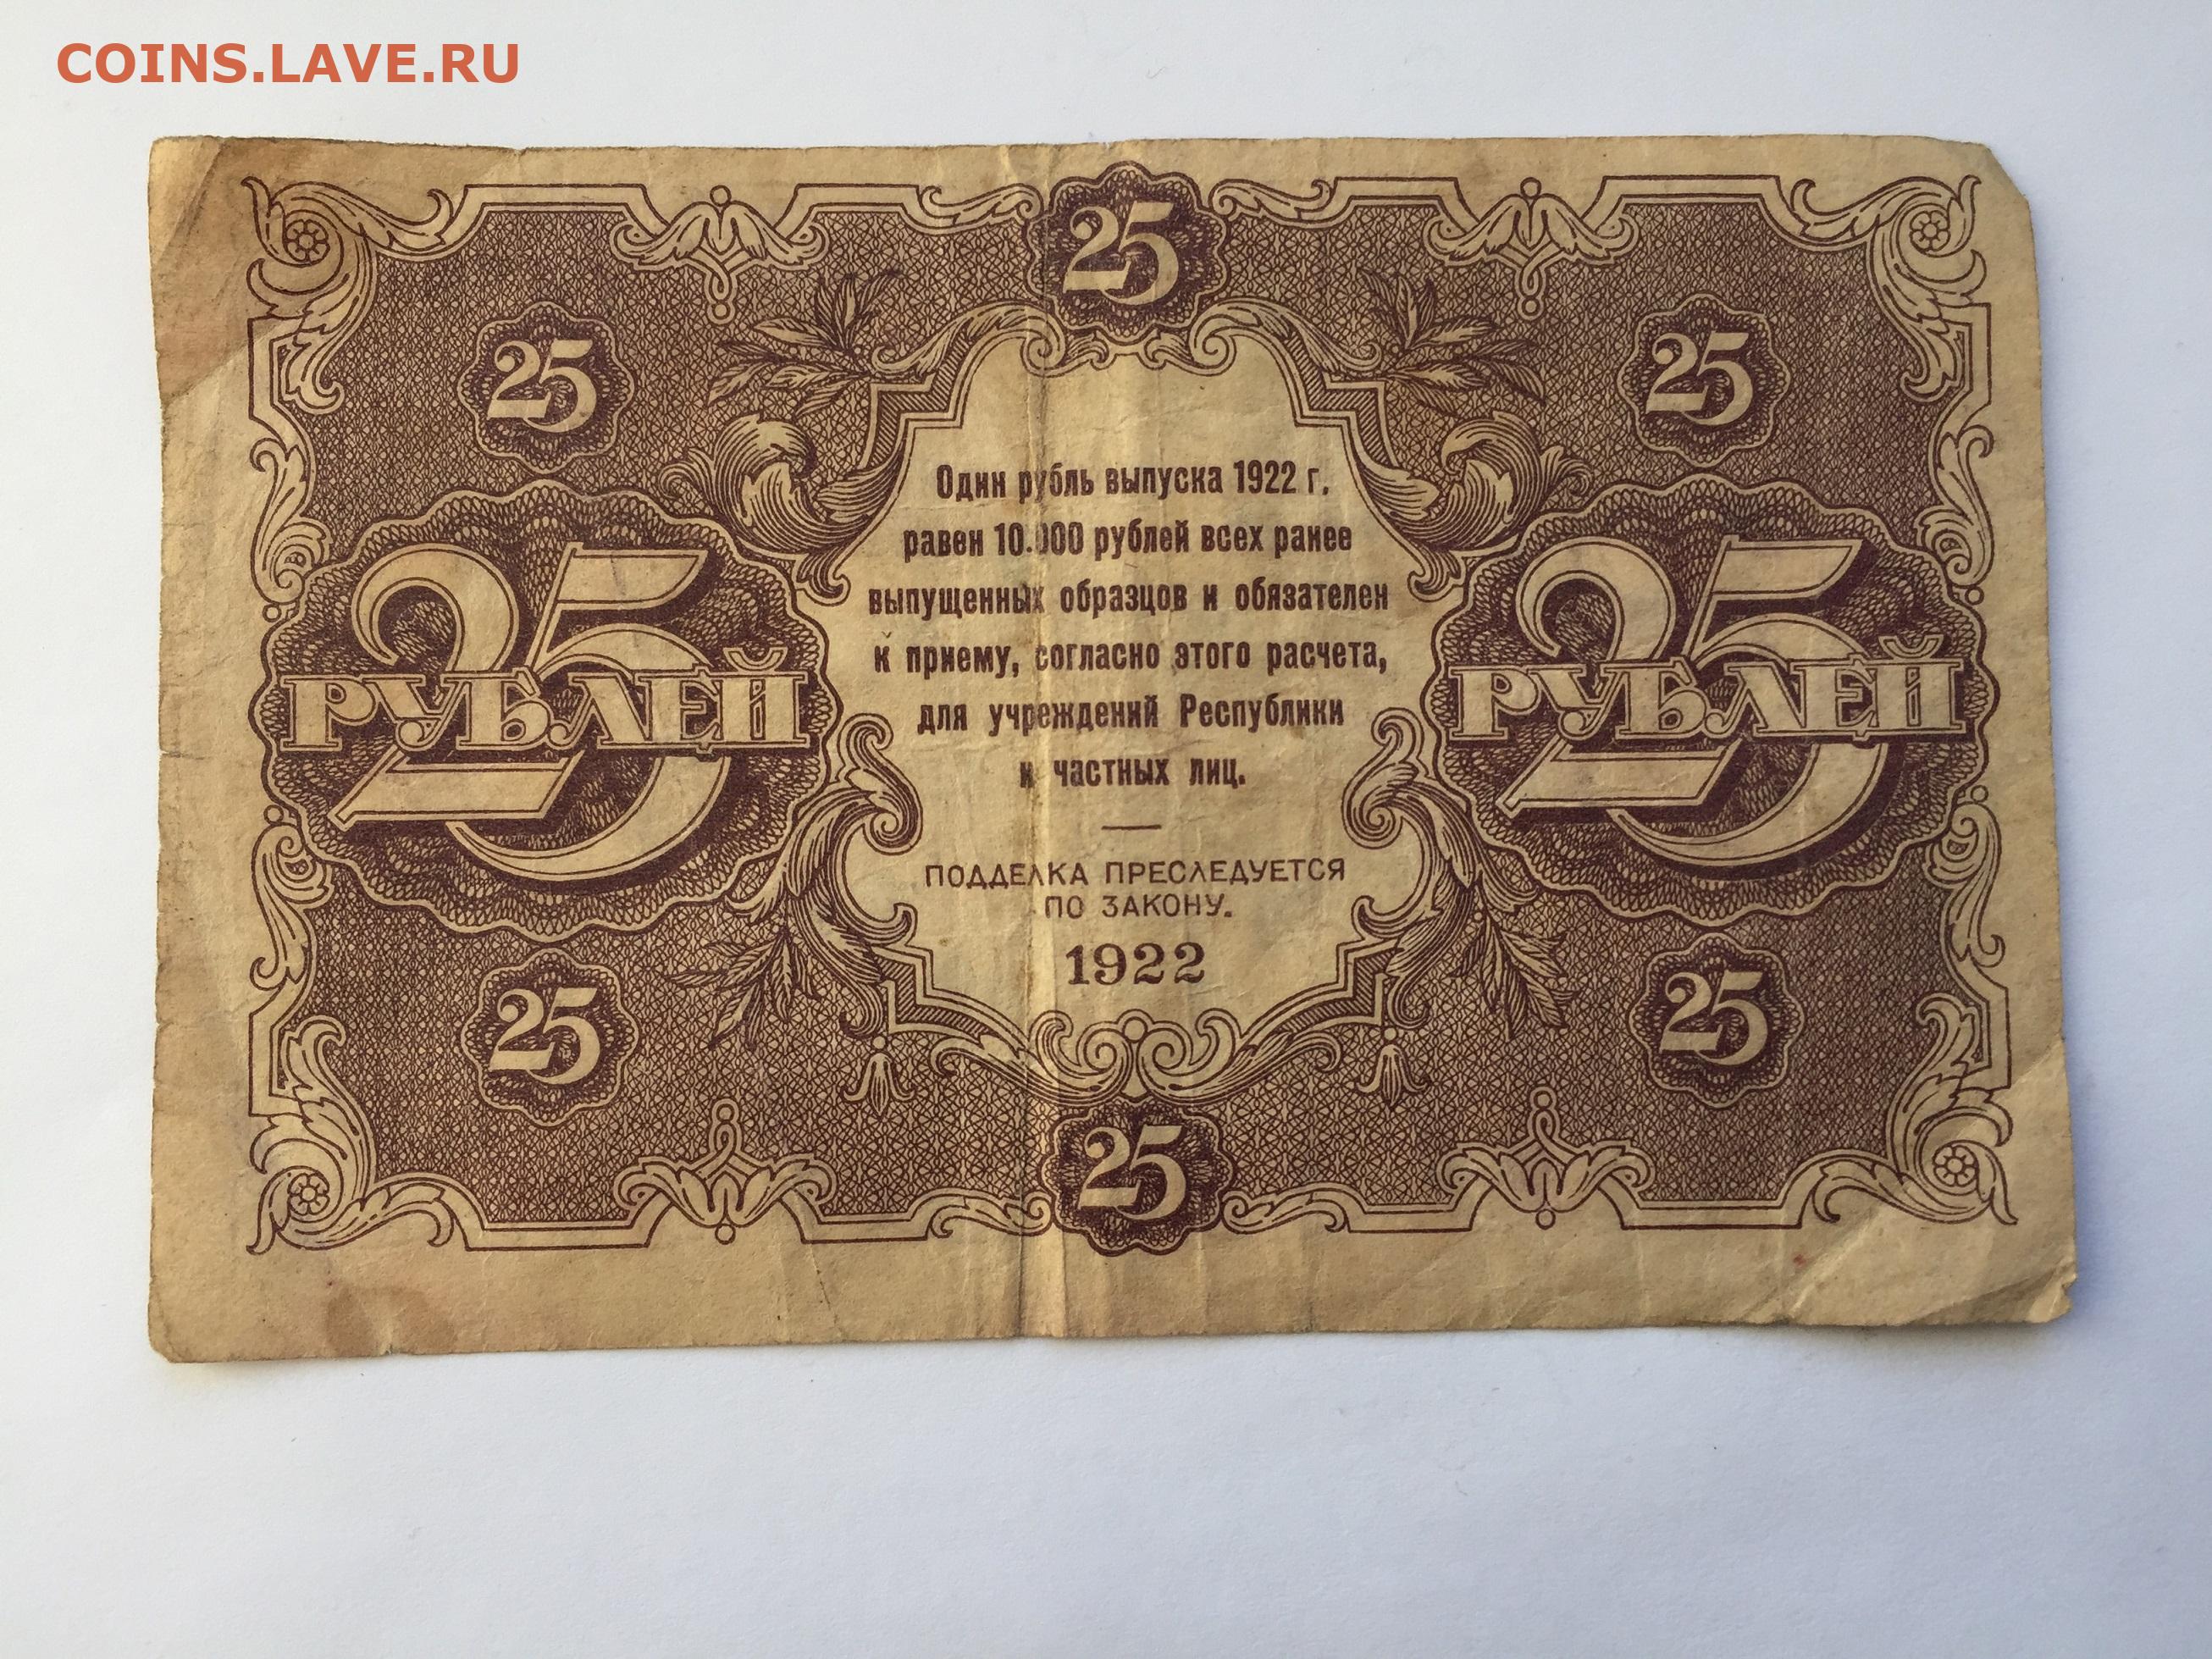 COINS.LAVE.RU
25
25
25
Один рубль выпуска 1922 г.
равен 10.000 рублей всех ранее
выпущенных образцов и обязателен
к приему, согласно этого расчета,
для учреждений Республики
и частных лиц.
25
РУБЛЕЙ
25
РУБЛЕЙ
ПОДДЕЛКА ПРЕСЛЕДУЕТСЯ
ПО ЗАКОНУ.
1922
25
25
25